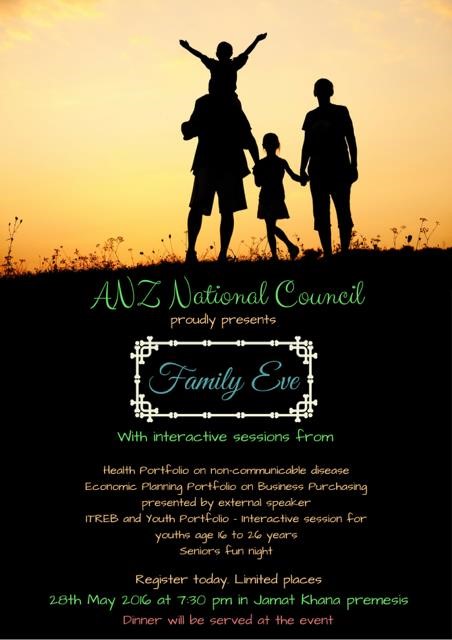 ANZ National Council
proudly presents
Family Eve
With interactive sessions from
Health Portfolio on non-communicable disease
Economic Planning Portfolio on Business Purchasing
presented by external speaker
ITREB and Youth Portfolio - Interactive session for
youths age 16 to 26 years
Seniors fun night
Register today. Limited places
28th May 2016 at 7:30 pm in Jamat Khana premesis
Dinner will be served at the event